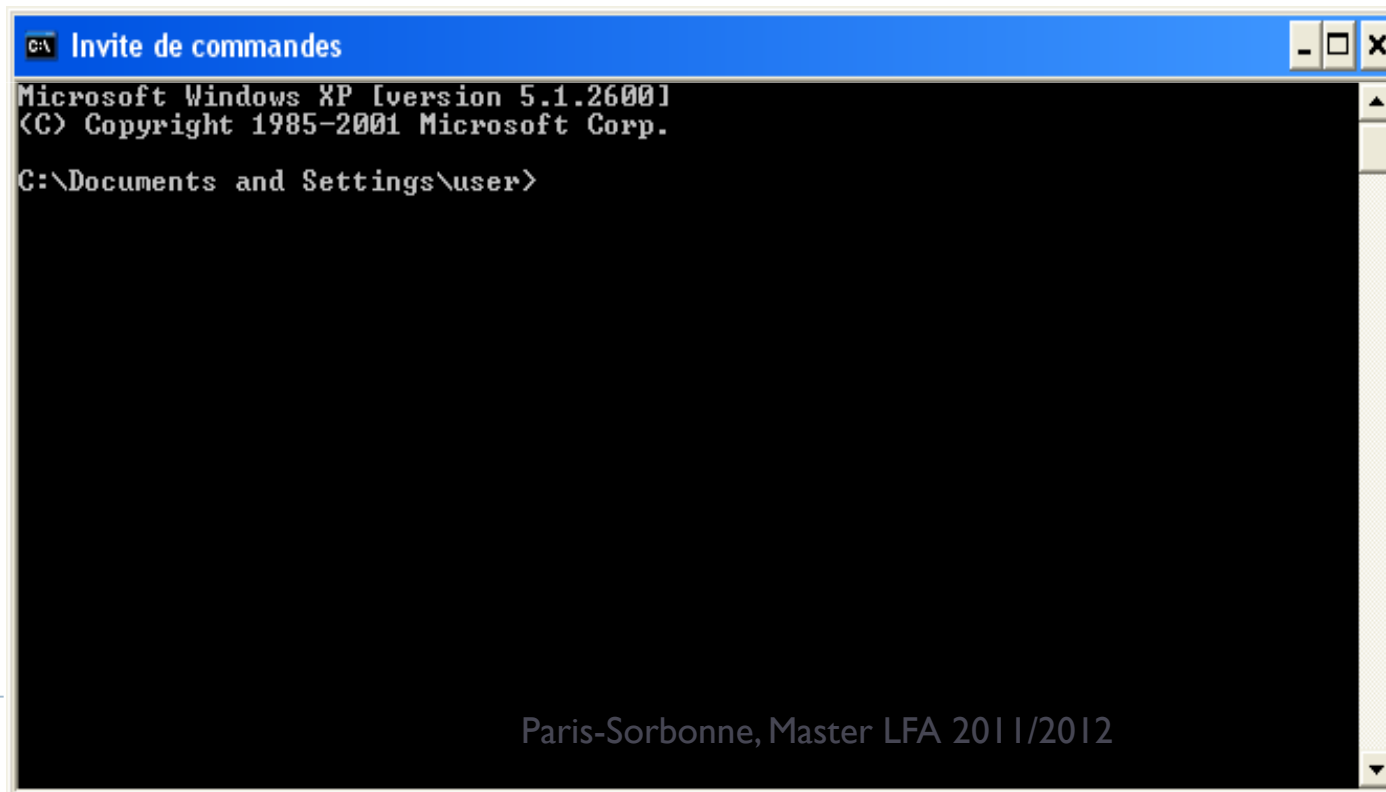 Invite de commandes
Microsoft Windows XP [version 5.1.2600]
(C) Copyright 1985-2001 Microsoft Corp.
C:\Documents and Settings\user>
Paris-Sorbonne, Master LFA 2011/2012